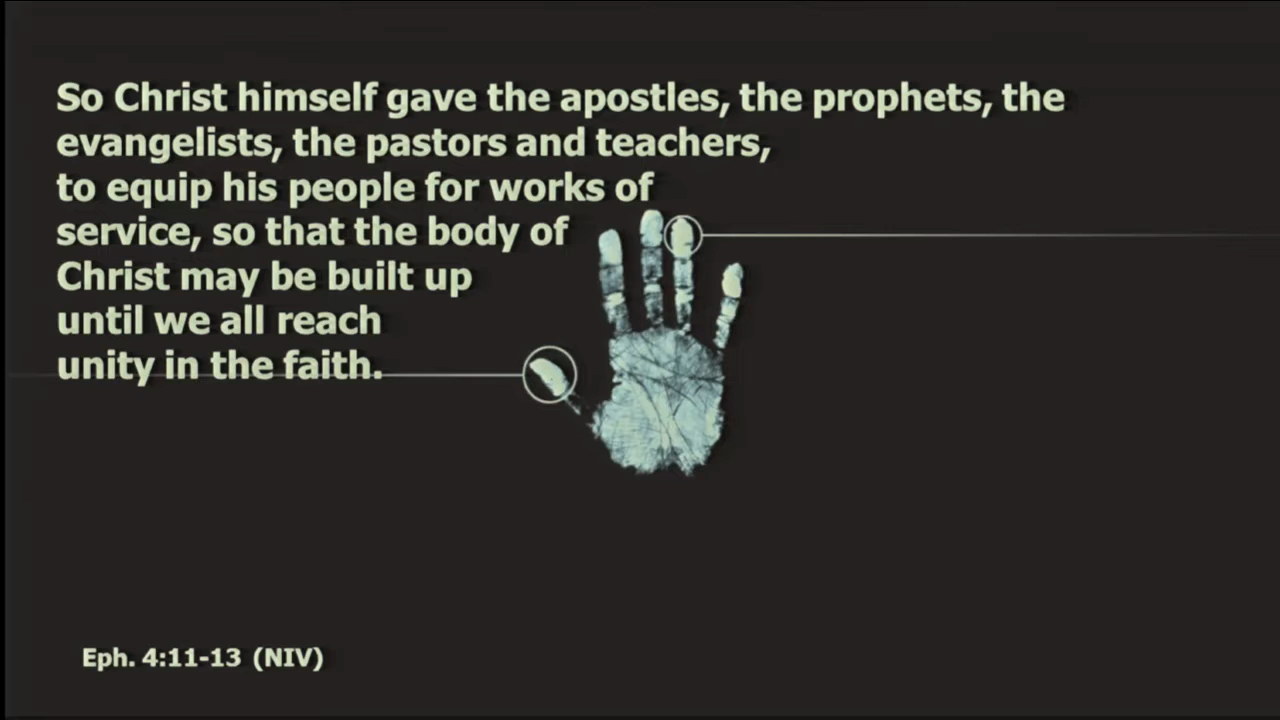 So Christ himself gave the apostles, the prophets, the
evangelists, the pastors and teachers,
to equip his people for works of
service, so that the body of
Christ may be built up
until we all reach
unity in the faith.
Eph. 4:11-13 (NIV)